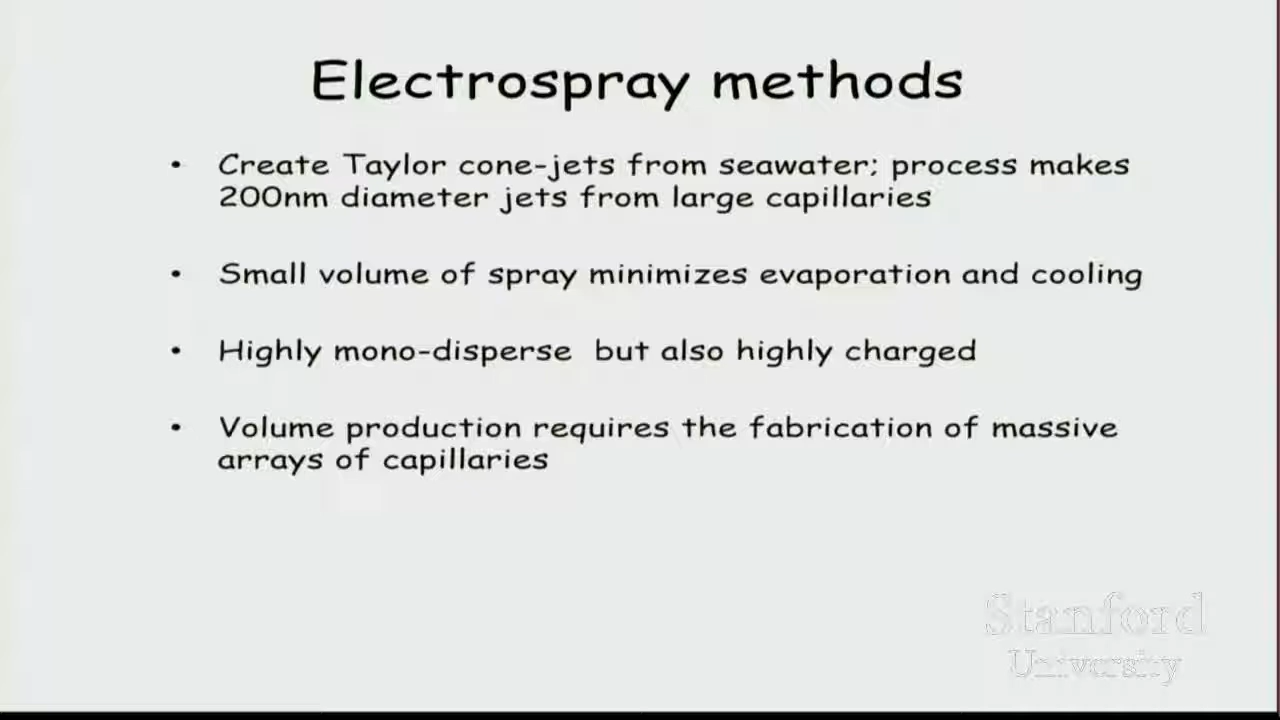 Electrospray methods
• Create Taylor cone-jets from seawater; process makes
200nm diameter jets from large capillaries
• Small volume of spray minimizes evaporation and cooling
• Highly mono-disperse but also highly charged
• Volume production requires the fabrication of massive
arrays of capillaries
Stanford
University